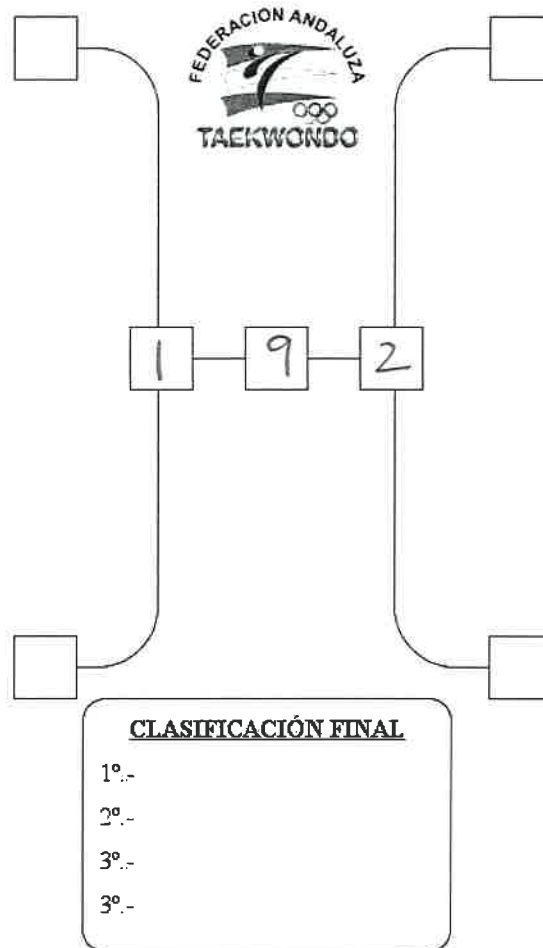 FEDERACION ANDALUZA
TAEKWONDO
1 9 2
CLASIFICACIÓN FINAL
1º.-
2º.-
3º.-
3º.-